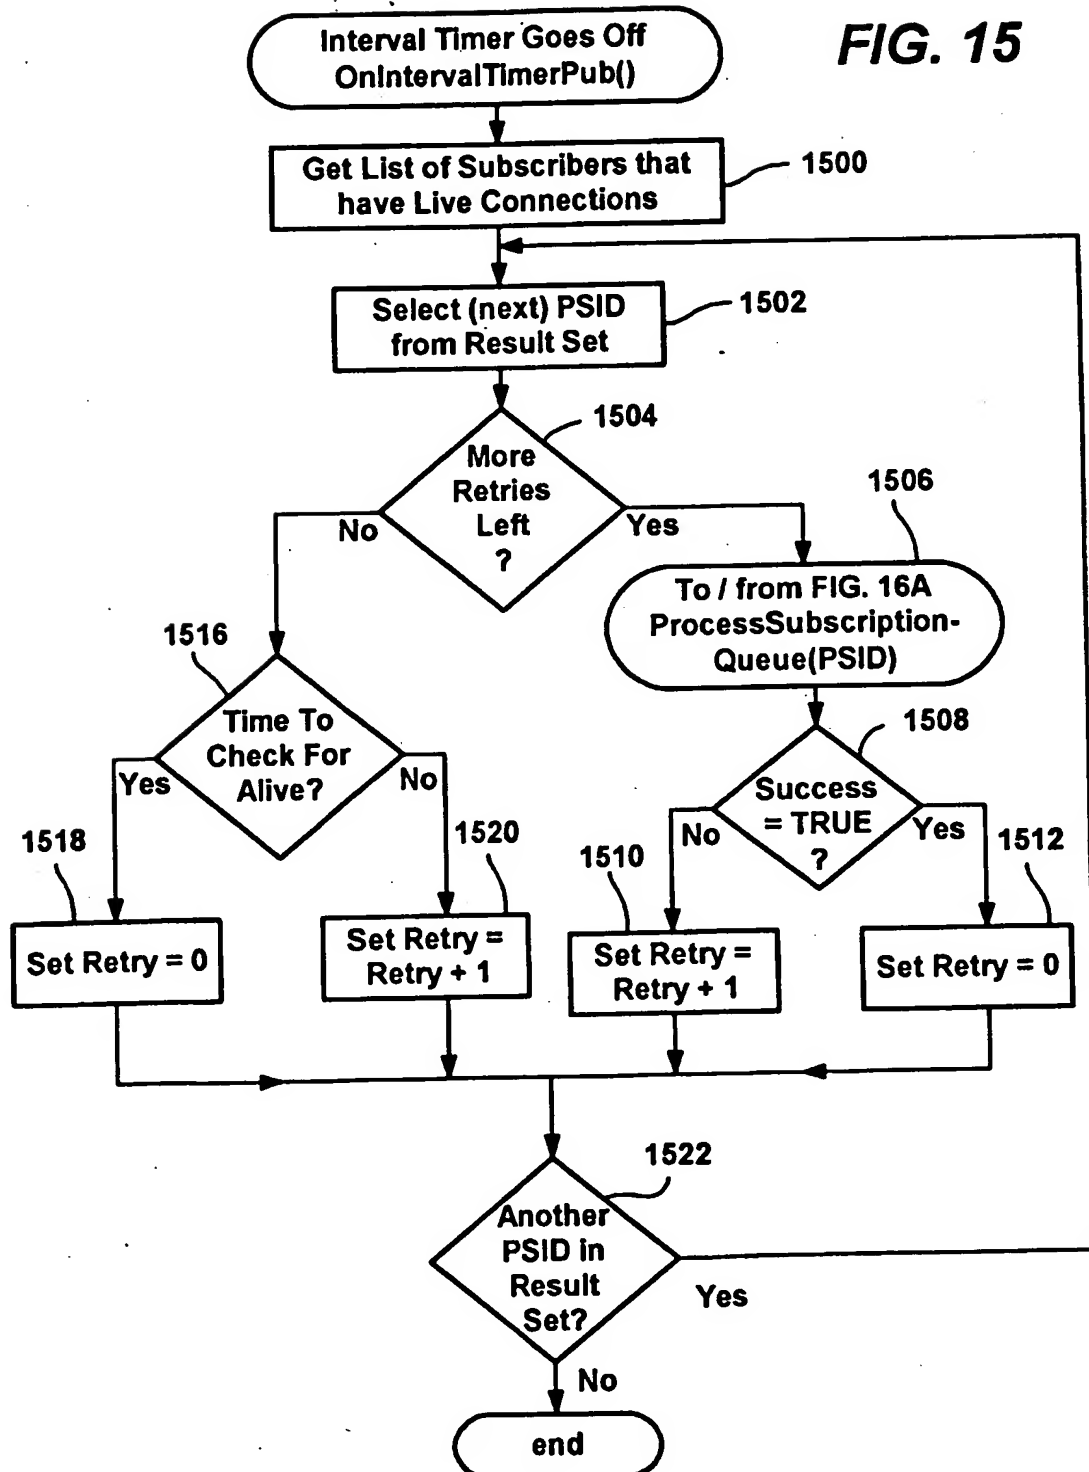 FIG. 15
Interval Timer Goes Off
OnIntervalTimerPub()
Get List of Subscribers that
have Live Connections
1500
Select (next) PSID
from Result Set
1502
More
Retries
Left
?
1504
No
Yes
1506
To / from FIG. 16A
ProcessSubscription-
Queue(PSID)
1516
Time To
Check For
Alive?
Yes
No
1508
Success
= TRUE
?
No
Yes
1518
Set Retry = 0
1520
Set Retry =
Retry + 1
1510
Set Retry =
Retry + 1
1512
Set Retry = 0
1522
Another
PSID in
Result
Set?
Yes
No
end